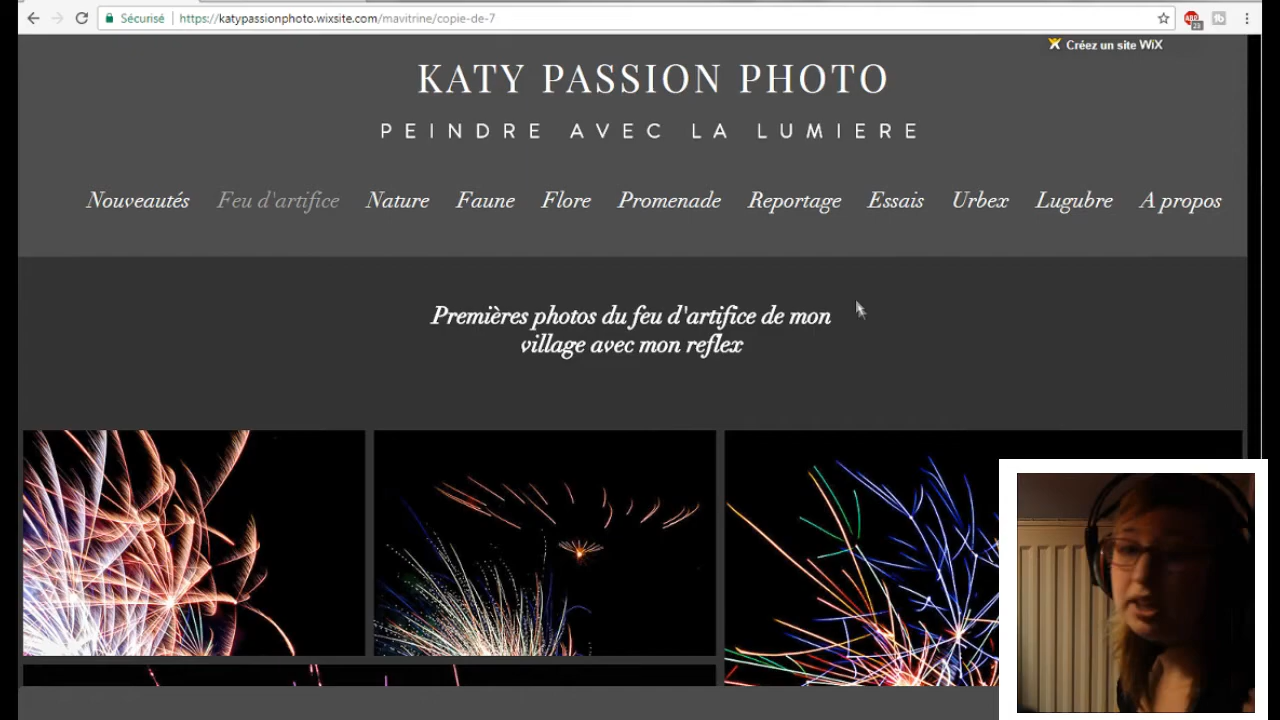 Sécurisé | https://katypassionphoto.wixsite.com/mavitrine/copie-de-7
ABP
23
Créez un site WiX
KATY PASSION PHOTO
PEINDRE AVEC LA LUMIERE
Nouveautés Feu d'artifice Nature Faune Flore Promenade Reportage Essais Urbex Lugubre A propos
Premières photos du feu d'artifice de mon
village avec mon reflex